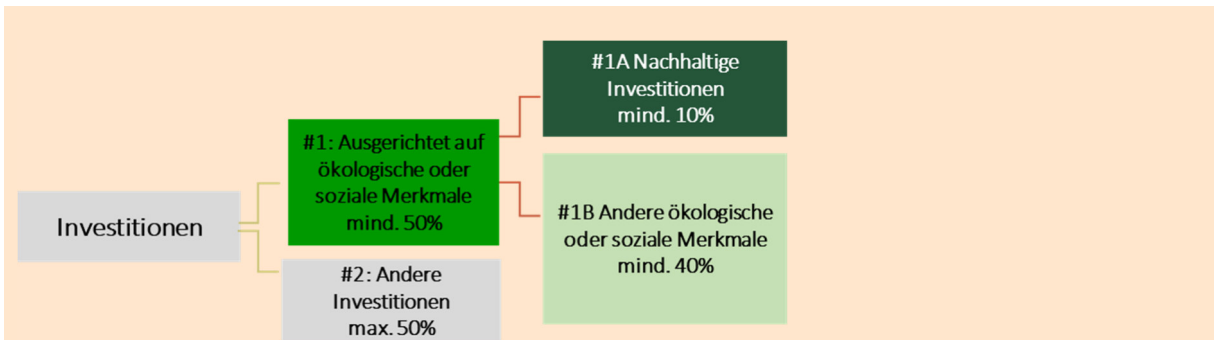 Investitionen
#1: Ausgerichtet auf
ökologische oder
soziale Merkmale
mind. 50%
#2: Andere
Investitionen
max. 50%
#1A Nachhaltige
Investitionen
mind. 10%
#1B Andere ökologische
oder soziale Merkmale
mind. 40%